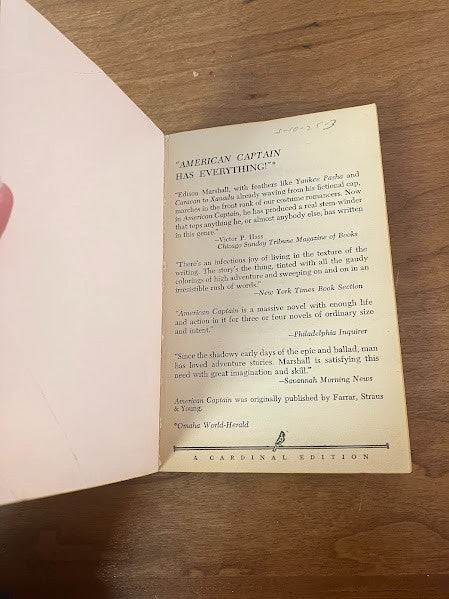 5-10-25-3
"AMERICAN CAPTAIN
HAS EVERYTHING!"*
"Edison Marshall, with feathers like Yankee Pasha and
Caravan to Xanadu already waving from his fictional cap,
marches in the front rank of our costume romancers. Now
in American Captain, he has produced a real stem-winder
that tops anything he, or almost anybody else, has written
in this genre."
—Victor P. Hass
Chicago Sunday Tribune Magazine of Books
"There's an infectious joy of living in the texture of the
writing. The story's the thing, tinted with all the gaudy
colorings of high adventure and sweeping on and on in an
irresistible rush of words."
—New York Times Book Section
"American Captain is a massive novel with enough life
and action in it for three or four novels of ordinary size
and intent."
—Philadelphia Inquirer
"Since the shadowy early days of the epic and ballad, man
has loved adventure stories. Marshall is satisfying this
need with great imagination and skill."
—Savannah Morning News
American Captain was originally published by Farrar, Straus
& Young.
*Omaha World-Herald
A CARDINAL EDITION